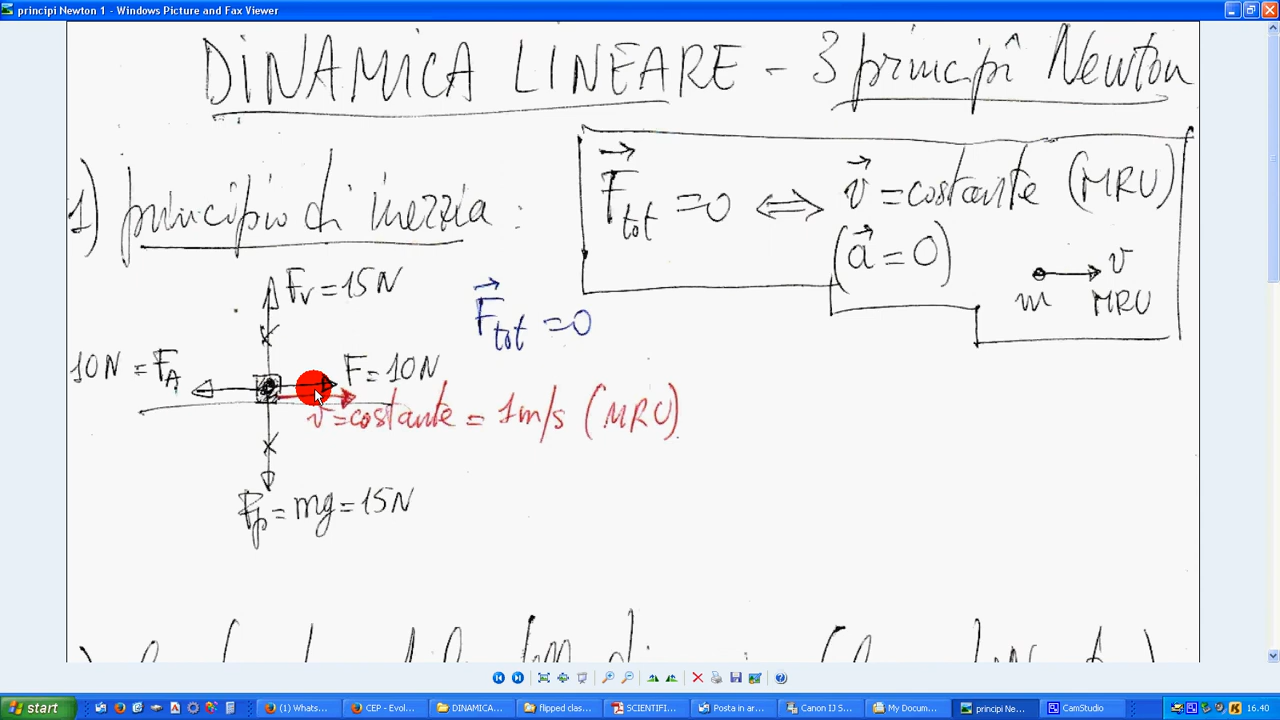 principi Newton 1 - Windows Picture and Fax Viewer
DINAMICA LINEARE - 3 principi Newton
1) principio di inerzia :
F tot = 0 ⇔ v = costante (MRU)
(a = 0)
v
m MRU
Fv = 15N
F tot = 0
10N = FA
F = 10N
v = costante = 1m/s (MRU)
Fp = mg = 15N
start
(1) Whats...
CEP - Evol...
DINAMICA...
flipped clas...
SCIENTIFI...
Posta in ar...
Canon IJ S...
My Docum...
principi Ne...
CamStudio
16.40